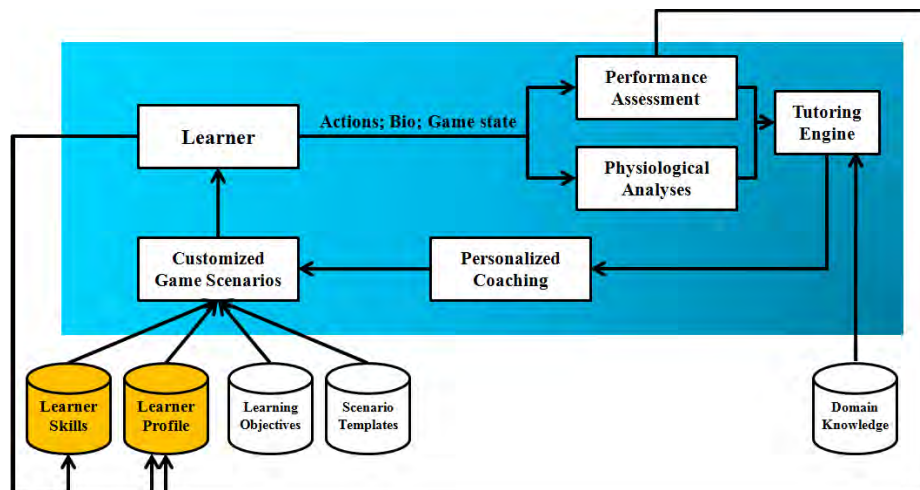 Performance
Assessment
Tutoring
Engine
Learner
Actions; Bio; Game state
Physiological
Analyses
Customized
Game Scenarios
Personalized
Coaching
Learner
Skills
Learner
Profile
Learning
Objectives
Scenario
Templates
Domain
Knowledge